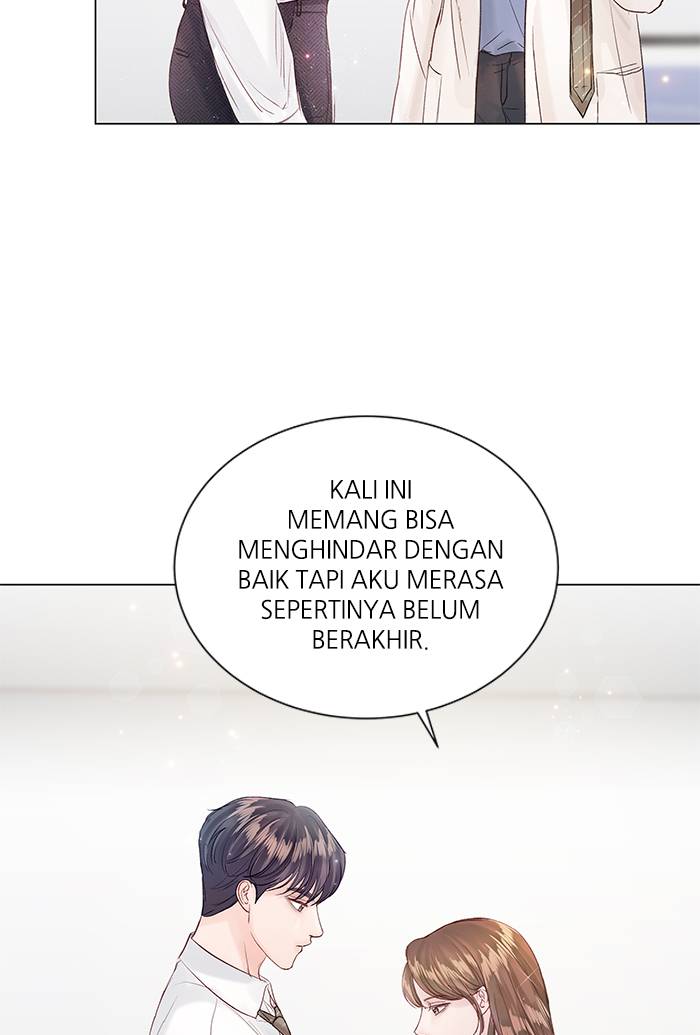 KALI INI
MEMANG BISA
MENGHINDAR DENGAN
BAIK TAPI AKU MERASA
SEPERTINYA BELUM
BERAKHIR.